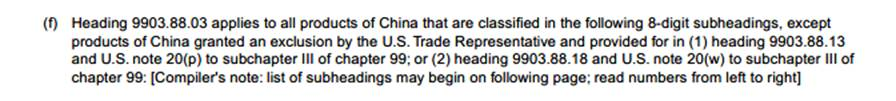 (f) Heading 9903.88.03 applies to all products of China that are classified in the following 8-digit subheadings, except
products of China granted an exclusion by the U.S. Trade Representative and provided for in (1) heading 9903.88.13
and U.S. note 20(p) to subchapter III of chapter 99; or (2) heading 9903.88.18 and U.S. note 20(w) to subchapter III of
chapter 99: [Compiler's note: list of subheadings may begin on following page; read numbers from left to right]